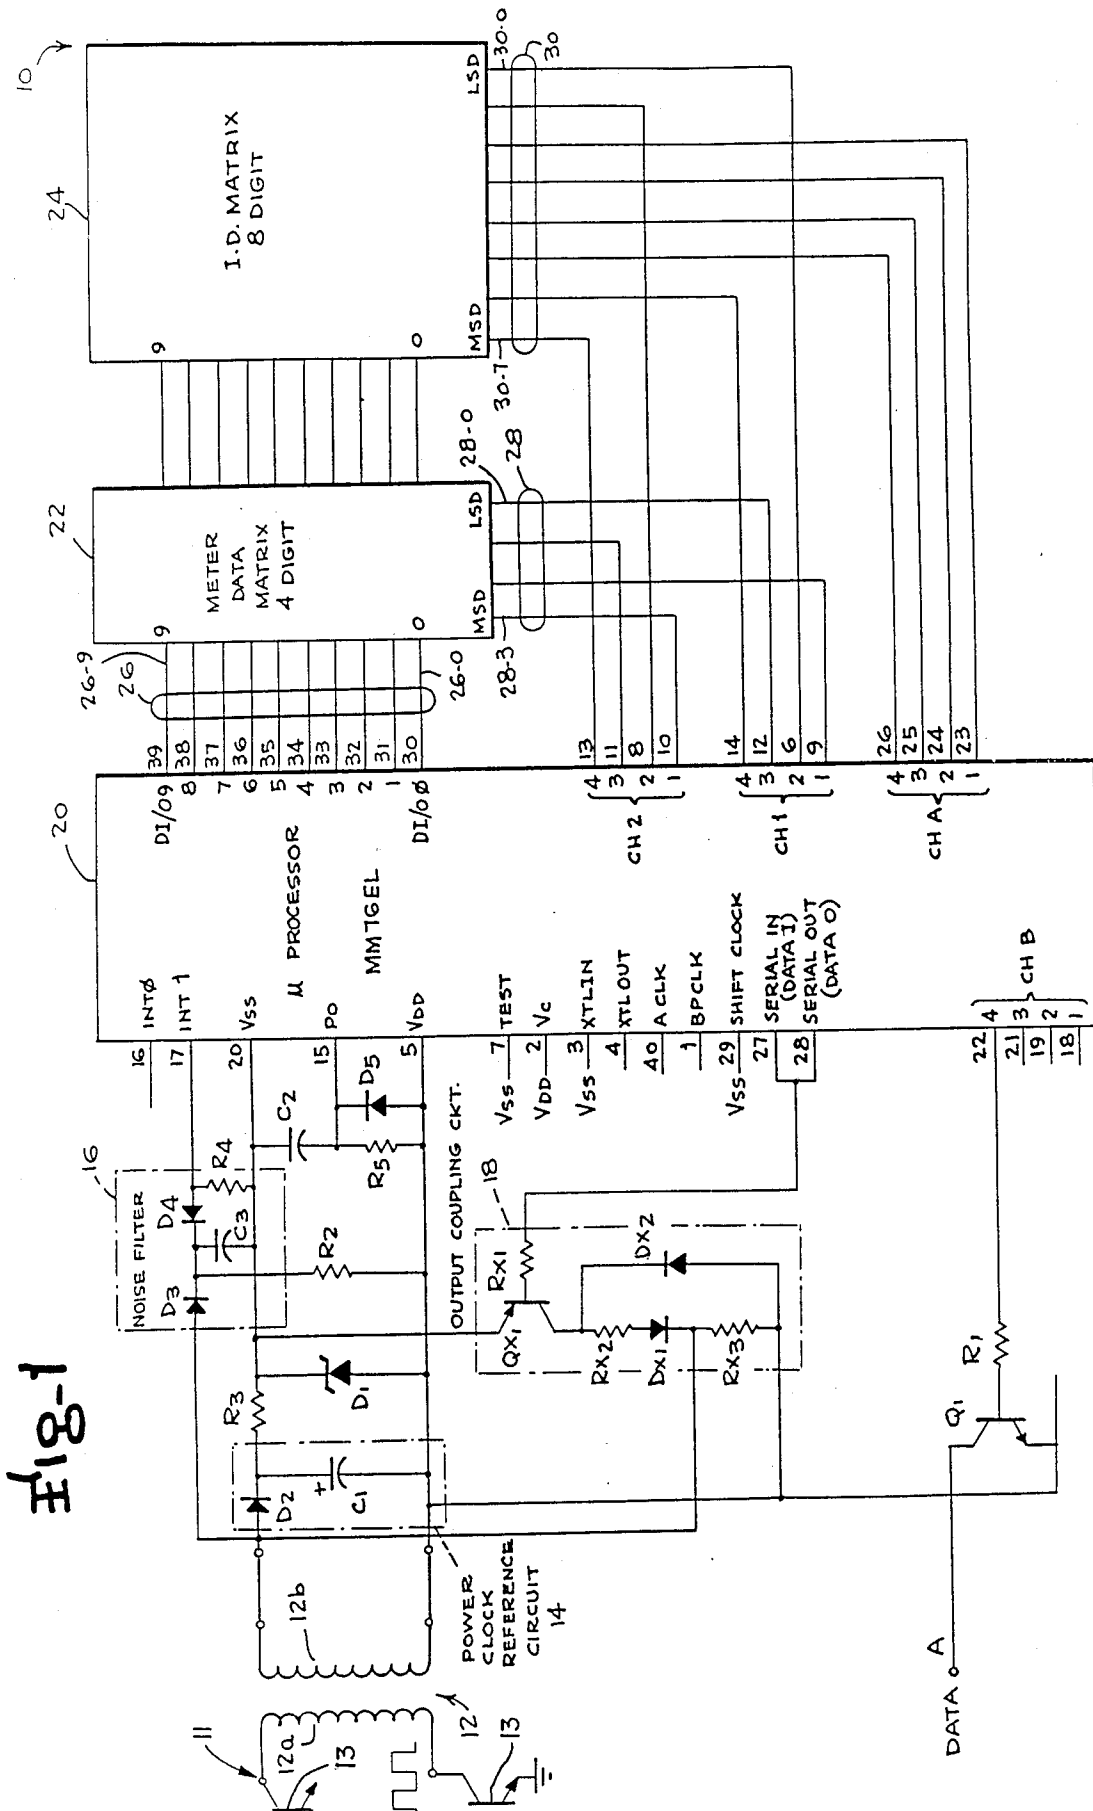 Fig-1
10
24
I.D. MATRIX
8 DIGIT
9
0
MSD
LSD
30-0
30
30-7
22
METER
DATA
MATRIX
4 DIGIT
9
0
MSD
LSD
28-0
28
28-3
26-9
26
26-0
20
μ PROCESSOR
MM76EL
DI/O9 39
8 38
7 37
6 36
5 35
4 34
3 33
2 32
1 31
DI/OØ 30
CH 2
4 13
3 11
2 8
1 10
CH 1
4 14
3 12
2 6
1 9
CH A
4 26
3 25
2 24
1 23
16 INTØ
17 INT 1
20 VSS
15 PO
5 VDD
VSS 7 TEST
VDD 2 VC
VSS 3 XTLIN
4 XTLOUT
40 ACLK
1 BPCLK
VSS 29 SHIFT CLOCK
27 SERIAL IN
(DATA I)
28 SERIAL OUT
(DATA O)
22 4
21 3
19 2
18 1
CH B
16
NOISE FILTER
D3
D4
C3
R4
R2
C2
R5
D5
R3
D1
D2
+
C1
POWER
CLOCK
REFERENCE
CIRCUIT
14
OUTPUT COUPLING CKT.
18
QX1
RX1
RX2
DX1
RX3
DX2
11
12a
12b
12
13
13
R1
Q1
DATA A